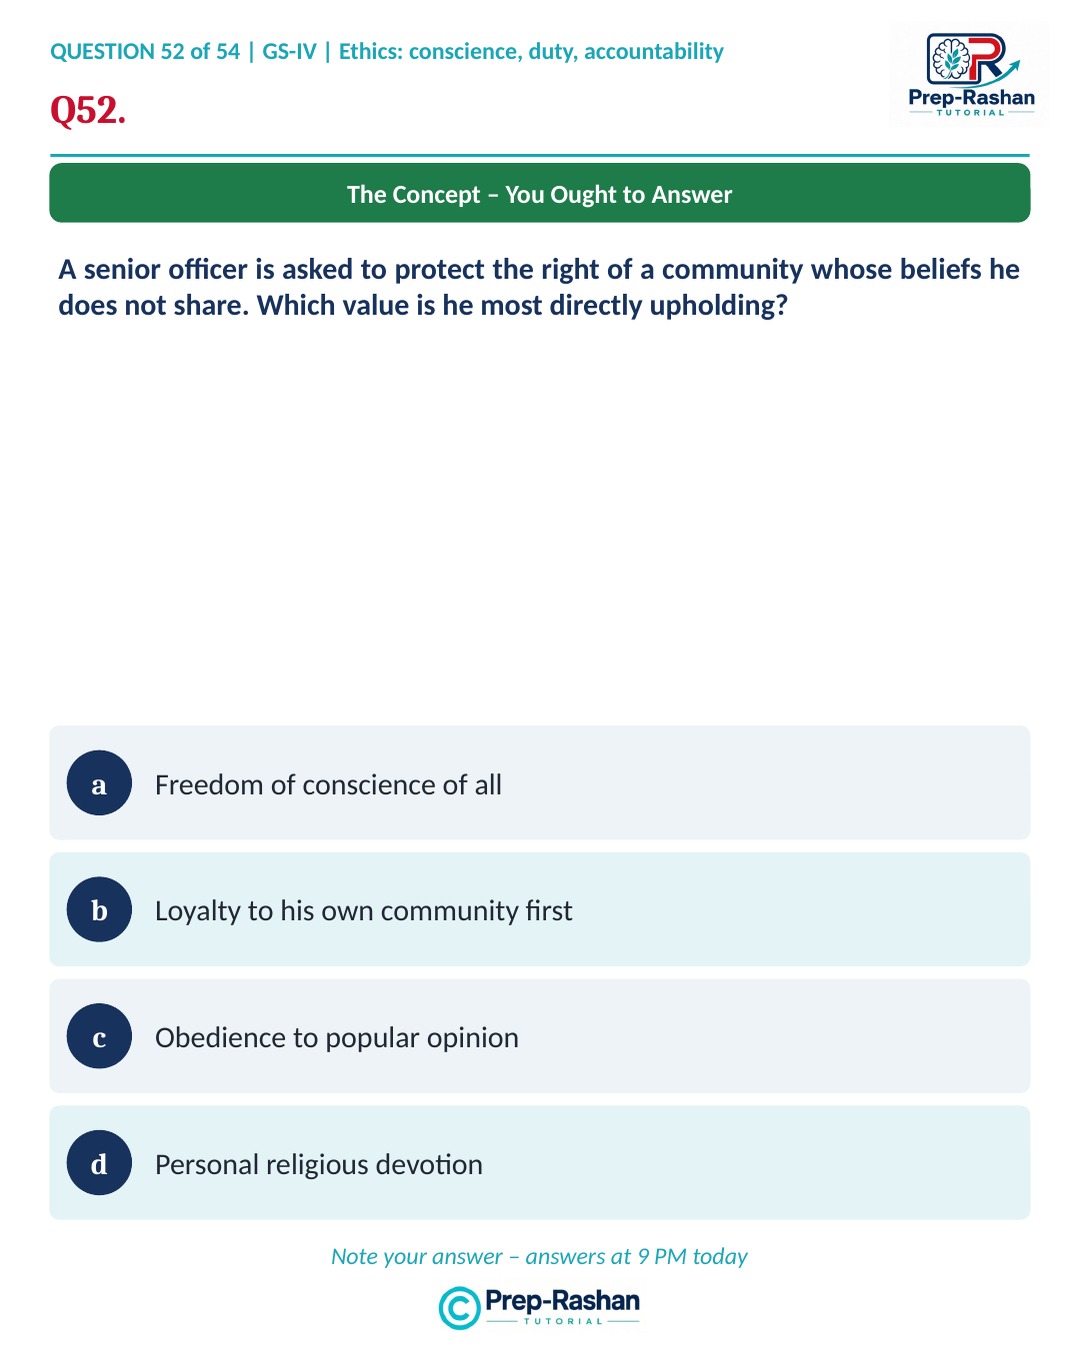 QUESTION 52 of 54 | GS-IV | Ethics: conscience, duty, accountability
Q52.
Prep-Rashan
TUTORIAL
The Concept – You Ought to Answer
A senior officer is asked to protect the right of a community whose beliefs he
does not share. Which value is he most directly upholding?
a Freedom of conscience of all
b Loyalty to his own community first
c Obedience to popular opinion
d Personal religious devotion
Note your answer – answers at 9 PM today
© Prep-Rashan
TUTORIAL